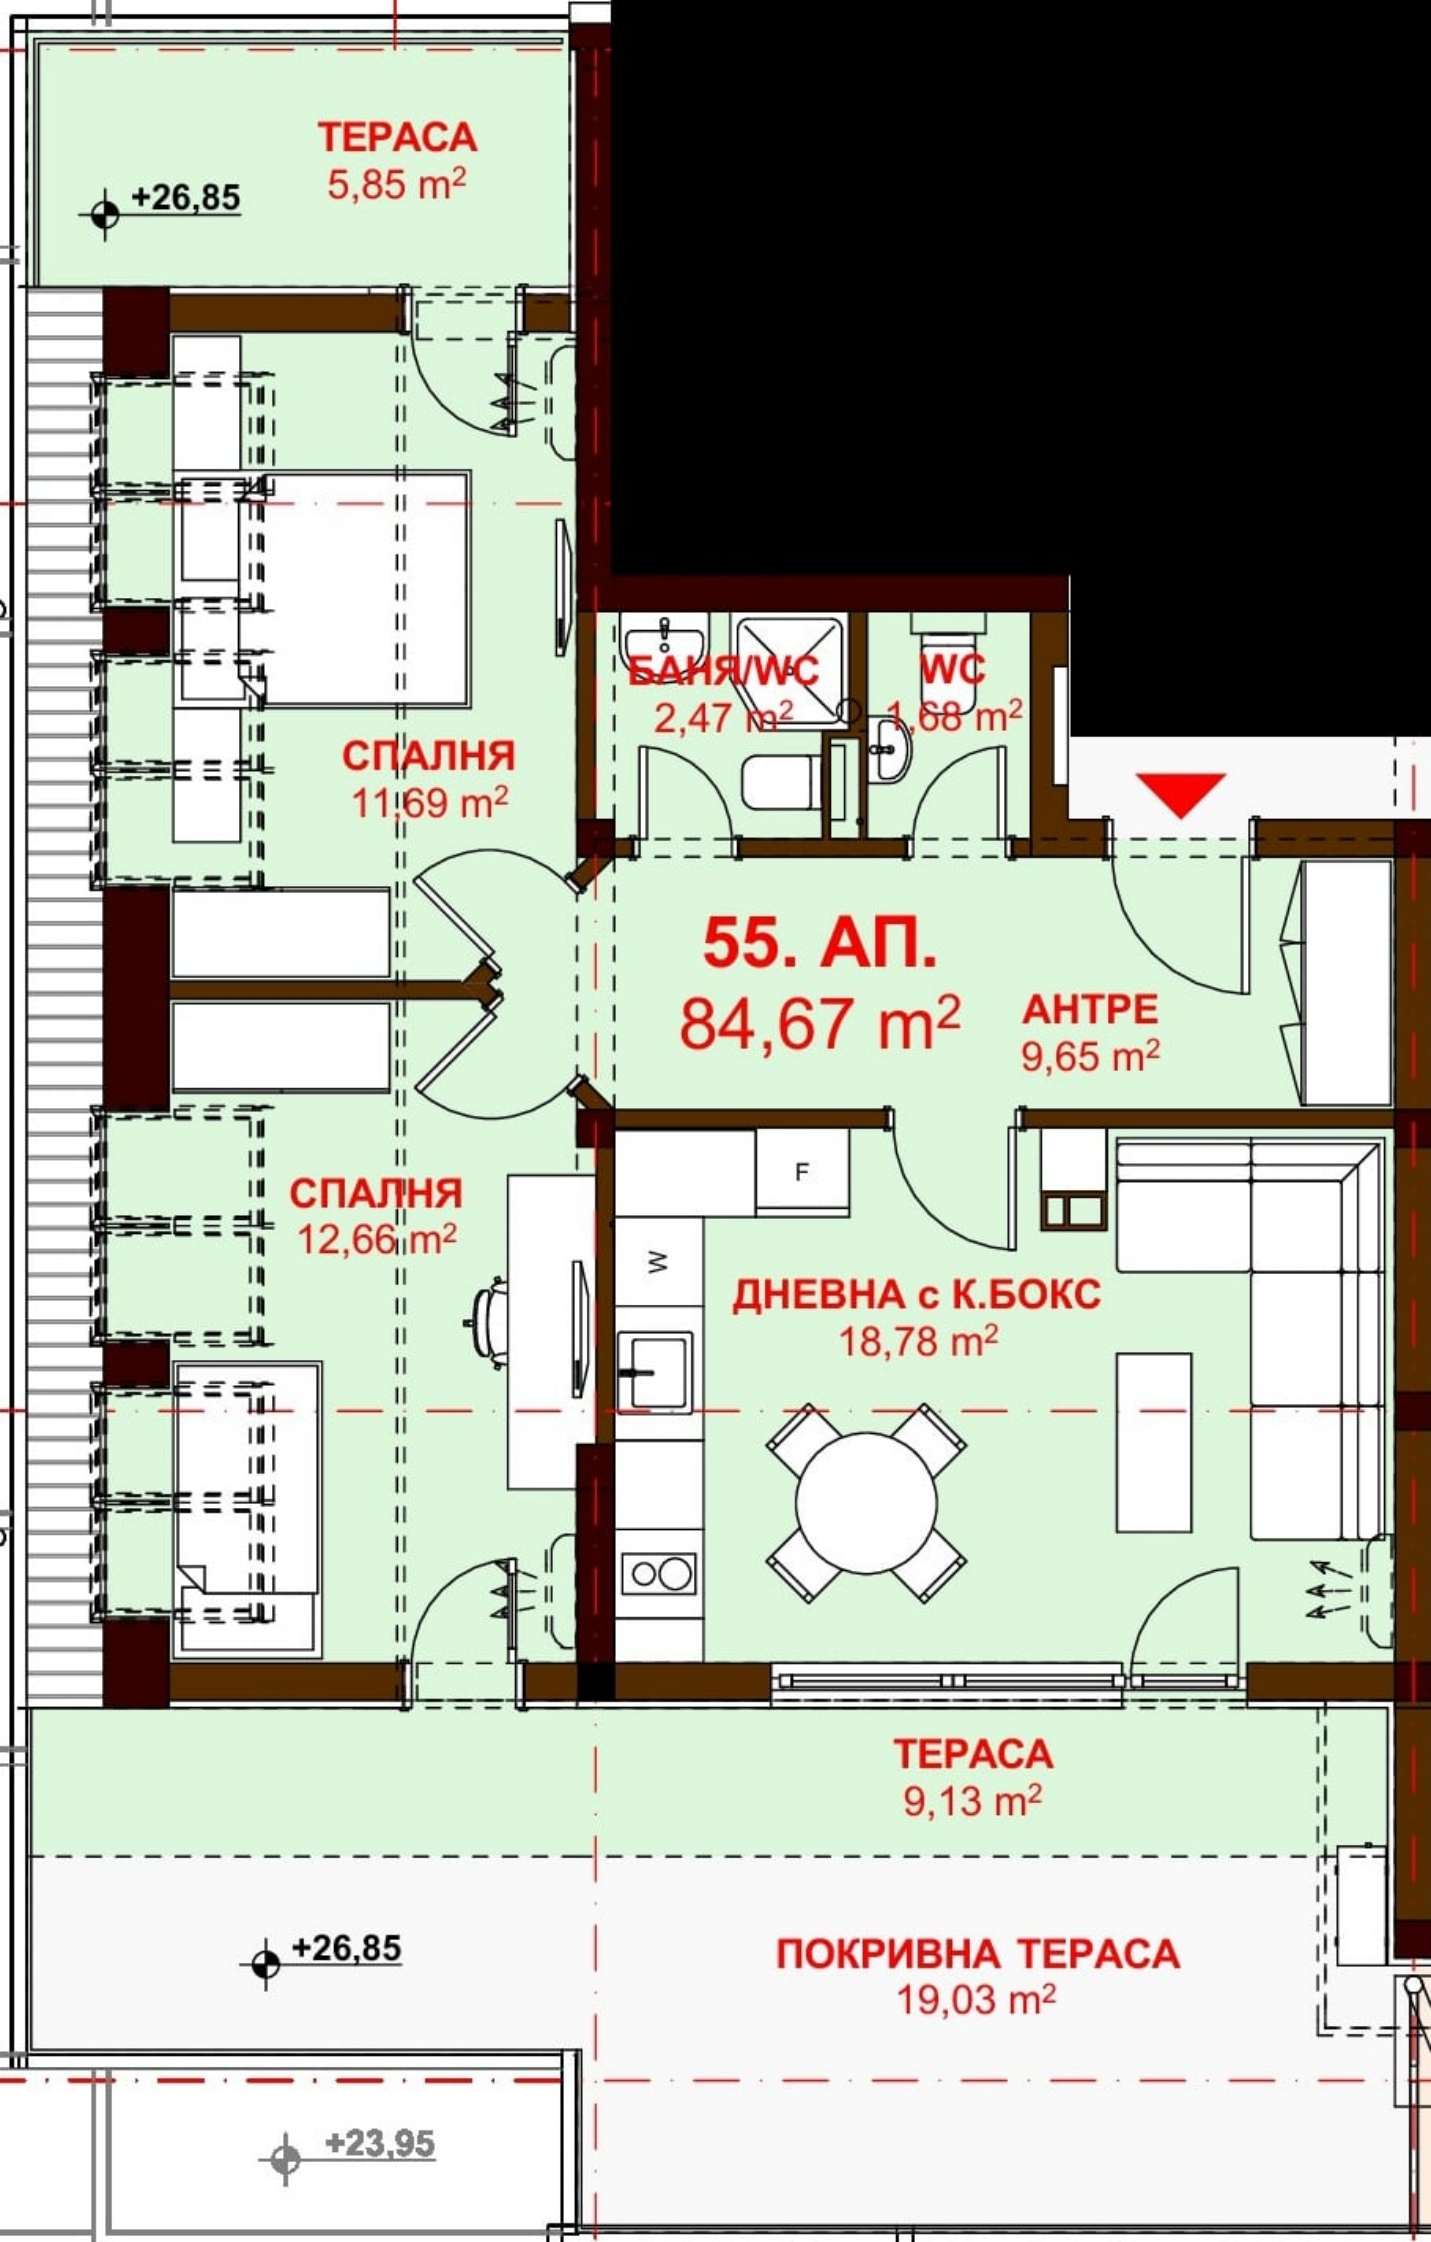 ТЕРАСА
5,85 m²
+26,85
БАНЯ/WC
2,47 m²
WC
1,68 m²
СПАЛНЯ
11,69 m²
55. АП.
84,67 m²
АНТРЕ
9,65 m²
F
W
СПАЛНЯ
12,66 m²
ДНЕВНА с К.БОКС
18,78 m²
ТЕРАСА
9,13 m²
+26,85
ПОКРИВНА ТЕРАСА
19,03 m²
+23,95